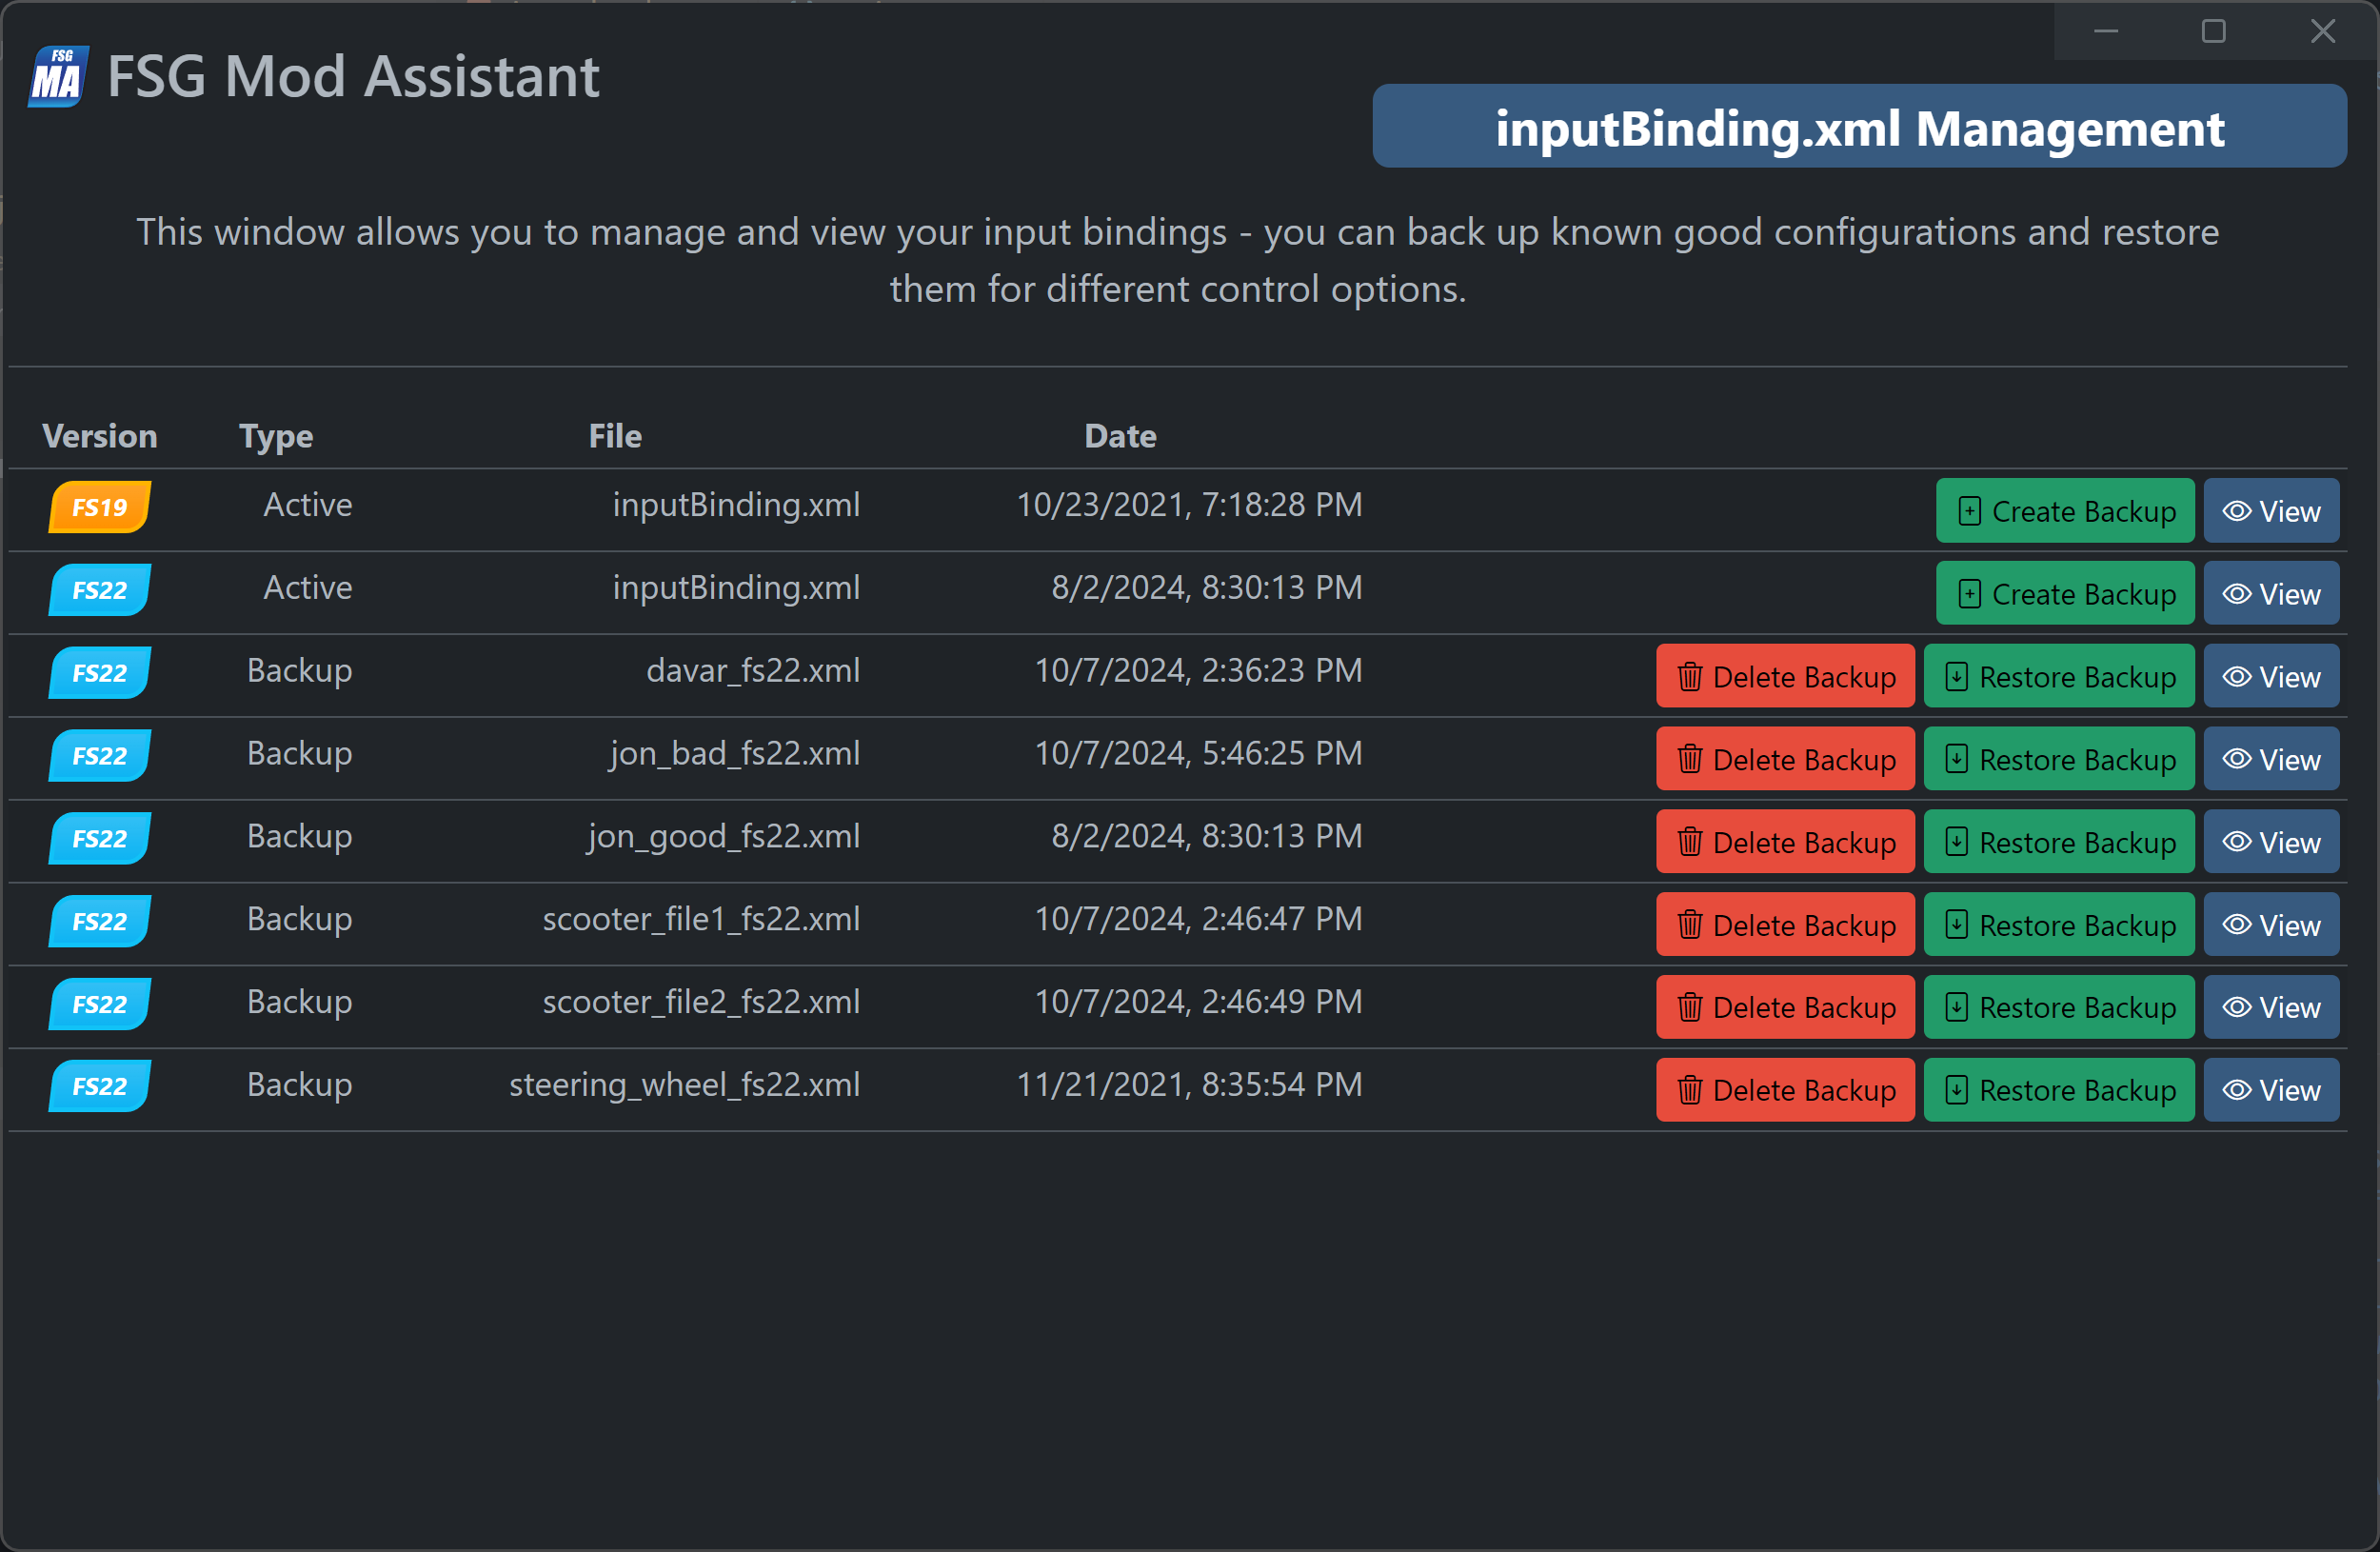 FSG
MA
FSG Mod Assistant
inputBinding.xml Management
This window allows you to manage and view your input bindings - you can back up known good configurations and restore
them for different control options.
Version Type File Date
FS19 Active inputBinding.xml 10/23/2021, 7:18:28 PM Create Backup View
FS22 Active inputBinding.xml 8/2/2024, 8:30:13 PM Create Backup View
FS22 Backup davar_fs22.xml 10/7/2024, 2:36:23 PM Delete Backup Restore Backup View
FS22 Backup jon_bad_fs22.xml 10/7/2024, 5:46:25 PM Delete Backup Restore Backup View
FS22 Backup jon_good_fs22.xml 8/2/2024, 8:30:13 PM Delete Backup Restore Backup View
FS22 Backup scooter_file1_fs22.xml 10/7/2024, 2:46:47 PM Delete Backup Restore Backup View
FS22 Backup scooter_file2_fs22.xml 10/7/2024, 2:46:49 PM Delete Backup Restore Backup View
FS22 Backup steering_wheel_fs22.xml 11/21/2021, 8:35:54 PM Delete Backup Restore Backup View